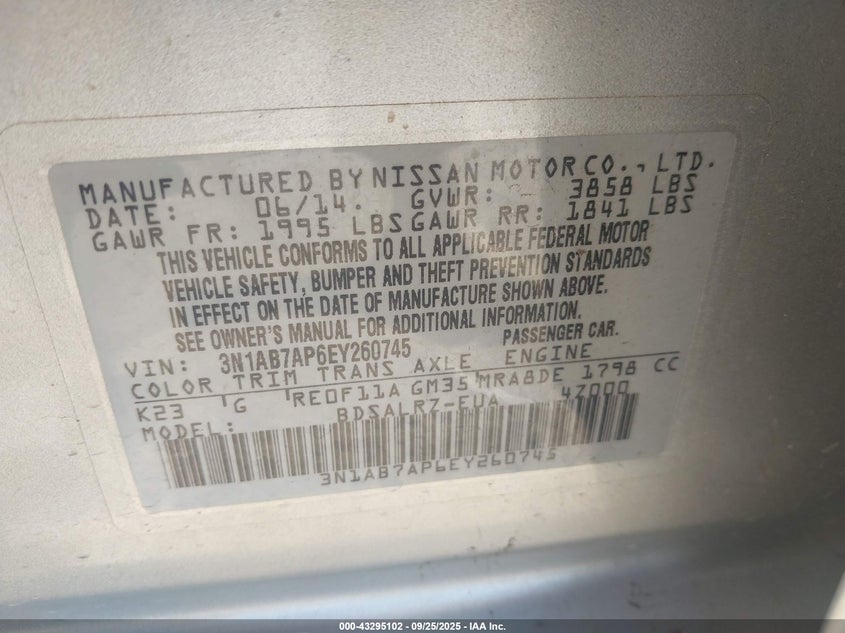 MANUFACTURED BY NISSAN MOTOR CO., LTD.
DATE: 06/14. GVWR: 3858 LBS
GAWR FR: 1995 LBS GAWR RR: 1841 LBS
THIS VEHICLE CONFORMS TO ALL APPLICABLE FEDERAL MOTOR
VEHICLE SAFETY, BUMPER AND THEFT PREVENTION STANDARDS
IN EFFECT ON THE DATE OF MANUFACTURE SHOWN ABOVE.
SEE OWNER'S MANUAL FOR ADDITIONAL INFORMATION.
VIN: 3N1AB7AP6EY260745 PASSENGER CAR.
COLOR TRIM TRANS AXLE ENGINE
K23 G RE0F11A GM35 MRA8DE 1798 CC
MODEL: BDSALRZ-EUA 4Z000
3N1AB7AP6EY260745
000-43295102 - 09/25/2025 - IAA Inc.